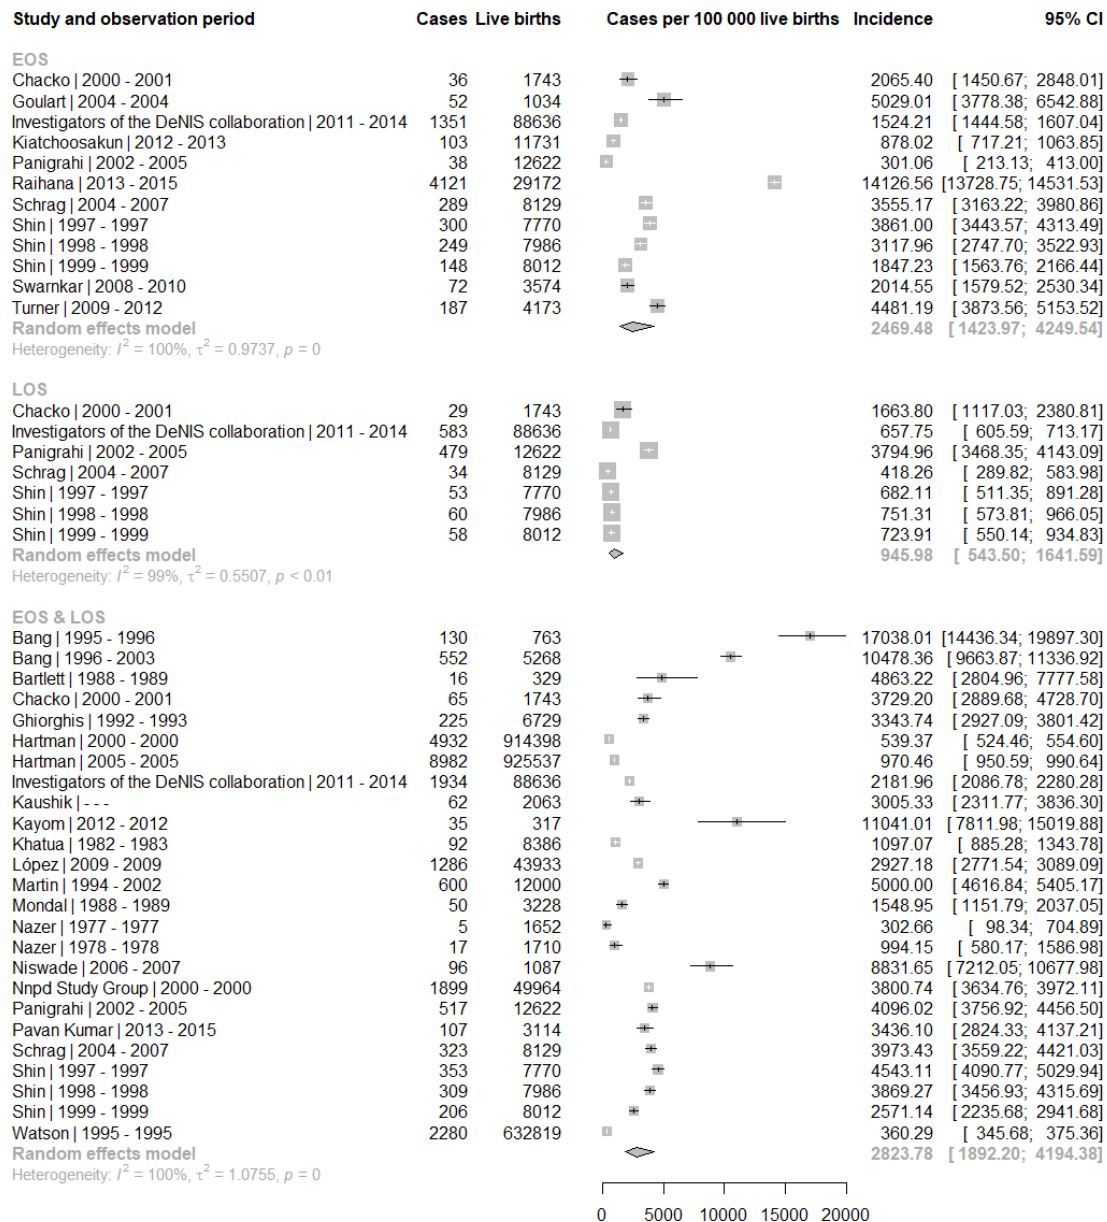 Study and observation period Cases Live births Cases per 100 000 live births Incidence 95% CI
EOS
Chacko | 2000 - 2001 36 1743 2065.40 [ 1450.67; 2848.01]
Goulart | 2004 - 2004 52 1034 5029.01 [ 3778.38; 6542.88]
Investigators of the DeNIS collaboration | 2011 - 2014 1351 88636 1524.21 [ 1444.58; 1607.04]
Kiatchoosakun | 2012 - 2013 103 11731 878.02 [ 717.21; 1063.85]
Panigrahi | 2002 - 2005 38 12622 301.06 [ 213.13; 413.00]
Raihana | 2013 - 2015 4121 29172 14126.56 [13728.75; 14531.53]
Schrag | 2004 - 2007 289 8129 3555.17 [ 3163.22; 3980.86]
Shin | 1997 - 1997 300 7770 3861.00 [ 3443.57; 4313.49]
Shin | 1998 - 1998 249 7986 3117.96 [ 2747.70; 3522.93]
Shin | 1999 - 1999 148 8012 1847.23 [ 1563.76; 2166.44]
Swarnkar | 2008 - 2010 72 3574 2014.55 [ 1579.52; 2530.34]
Turner | 2009 - 2012 187 4173 4481.19 [ 3873.56; 5153.52]
Random effects model 2469.48 [ 1423.97; 4249.54]
Heterogeneity: I² = 100%, τ² = 0.9737, p = 0
LOS
Chacko | 2000 - 2001 29 1743 1663.80 [ 1117.03; 2380.81]
Investigators of the DeNIS collaboration | 2011 - 2014 583 88636 657.75 [ 605.59; 713.17]
Panigrahi | 2002 - 2005 479 12622 3794.96 [ 3468.35; 4143.09]
Schrag | 2004 - 2007 34 8129 418.26 [ 289.82; 583.98]
Shin | 1997 - 1997 53 7770 682.11 [ 511.35; 891.28]
Shin | 1998 - 1998 60 7986 751.31 [ 573.81; 966.05]
Shin | 1999 - 1999 58 8012 723.91 [ 550.14; 934.83]
Random effects model 945.98 [ 543.50; 1641.59]
Heterogeneity: I² = 99%, τ² = 0.5507, p < 0.01
EOS & LOS
Bang | 1995 - 1996 130 763 17038.01 [14436.34; 19897.30]
Bang | 1996 - 2003 552 5268 10478.36 [ 9663.87; 11336.92]
Bartlett | 1988 - 1989 16 329 4863.22 [ 2804.96; 7777.58]
Chacko | 2000 - 2001 65 1743 3729.20 [ 2889.68; 4728.70]
Ghiorghis | 1992 - 1993 225 6729 3343.74 [ 2927.09; 3801.42]
Hartman | 2000 - 2000 4932 914398 539.37 [ 524.46; 554.60]
Hartman | 2005 - 2005 8982 925537 970.46 [ 950.59; 990.64]
Investigators of the DeNIS collaboration | 2011 - 2014 1934 88636 2181.96 [ 2086.78; 2280.28]
Kaushik | - - - 62 2063 3005.33 [ 2311.77; 3836.30]
Kayom | 2012 - 2012 35 317 11041.01 [ 7811.98; 15019.88]
Khatua | 1982 - 1983 92 8386 1097.07 [ 885.28; 1343.78]
López | 2009 - 2009 1286 43933 2927.18 [ 2771.54; 3089.09]
Martin | 1994 - 2002 600 12000 5000.00 [ 4616.84; 5405.17]
Mondal | 1988 - 1989 50 3228 1548.95 [ 1151.79; 2037.05]
Nazer | 1977 - 1977 5 1652 302.66 [ 98.34; 704.89]
Nazer | 1978 - 1978 17 1710 994.15 [ 580.17; 1586.98]
Niswade | 2006 - 2007 96 1087 8831.65 [ 7212.05; 10677.98]
Nnpd Study Group | 2000 - 2000 1899 49964 3800.74 [ 3634.76; 3972.11]
Panigrahi | 2002 - 2005 517 12622 4096.02 [ 3756.92; 4456.50]
Pavan Kumar | 2013 - 2015 107 3114 3436.10 [ 2824.33; 4137.21]
Schrag | 2004 - 2007 323 8129 3973.43 [ 3559.22; 4421.03]
Shin | 1997 - 1997 353 7770 4543.11 [ 4090.77; 5029.94]
Shin | 1998 - 1998 309 7986 3869.27 [ 3456.93; 4315.69]
Shin | 1999 - 1999 206 8012 2571.14 [ 2235.68; 2941.68]
Watson | 1995 - 1995 2280 632819 360.29 [ 345.68; 375.36]
Random effects model 2823.78 [ 1892.20; 4194.38]
Heterogeneity: I² = 100%, τ² = 1.0755, p = 0
0 5000 10000 15000 20000